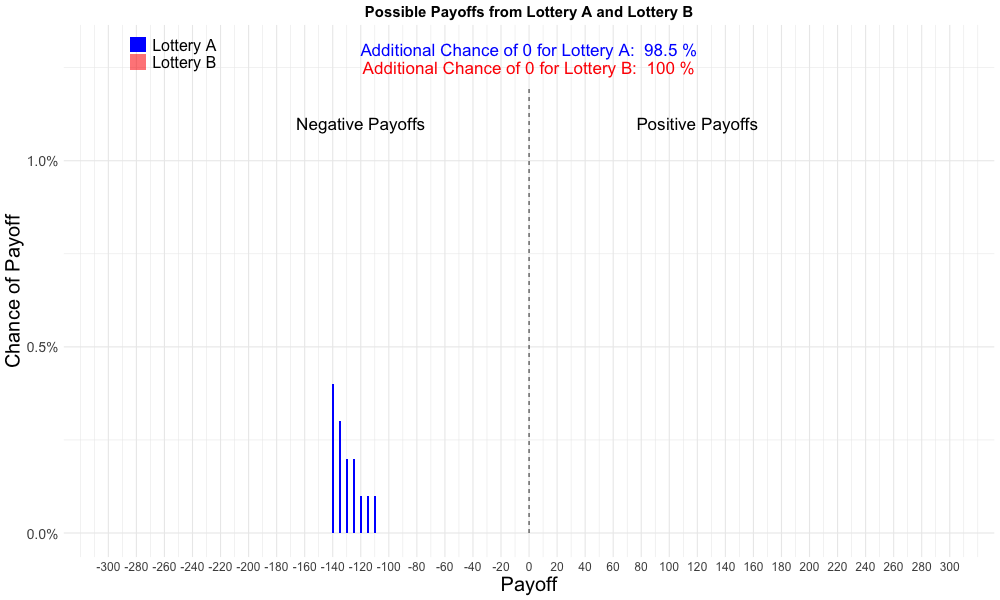 Possible Payoffs from Lottery A and Lottery B
Lottery A
Lottery B
Additional Chance of 0 for Lottery A:  98.5 %
Additional Chance of 0 for Lottery B:  100 %
Negative Payoffs
Positive Payoffs
Chance of Payoff
1.0%
0.5%
0.0%
-300 -280 -260 -240 -220 -200 -180 -160 -140 -120 -100 -80 -60 -40 -20 0 20 40 60 80 100 120 140 160 180 200 220 240 260 280 300
Payoff